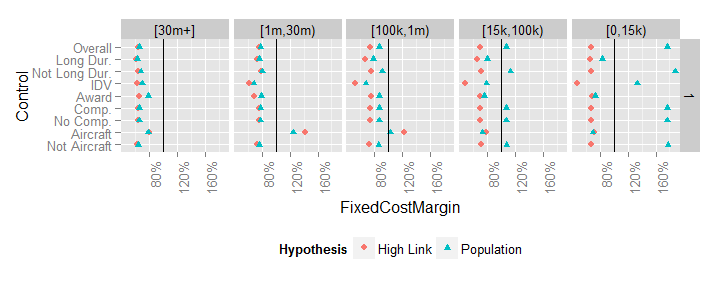 [30m+] [1m,30m) [100k,1m) [15k,100k) [0,15k)
Control
Overall
Long Dur.
Not Long Dur.
IDV
Award
Comp.
No Comp.
Aircraft
Not Aircraft
1
80% 120% 160% 80% 120% 160% 80% 120% 160% 80% 120% 160% 80% 120% 160%
FixedCostMargin
Hypothesis High Link Population